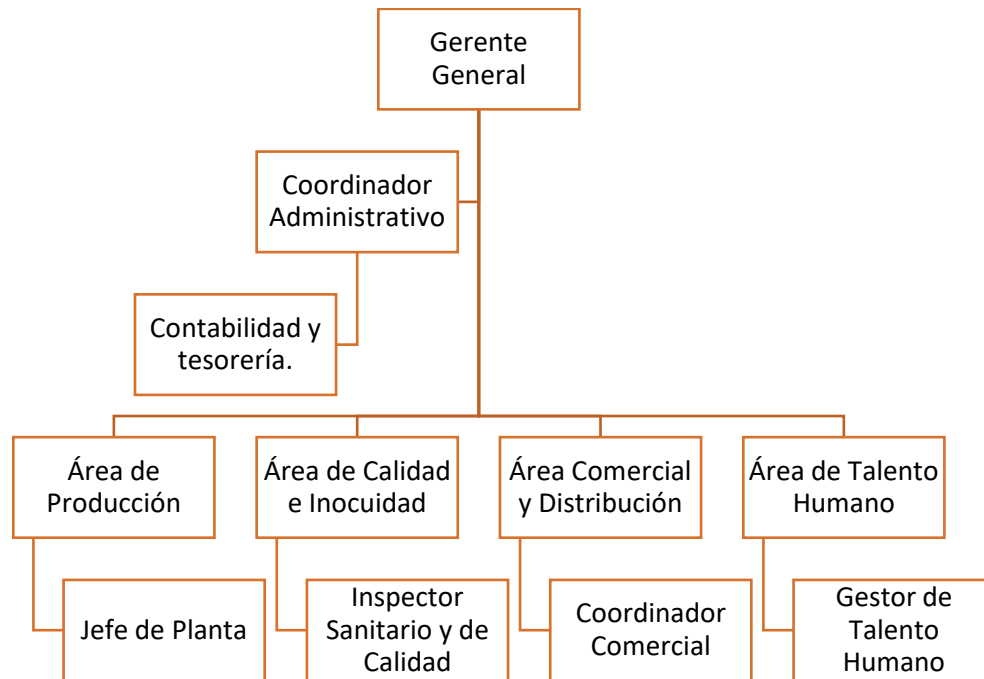 Gerente
General
Coordinador
Administrativo
Contabilidad y
tesorería.
Área de
Producción
Área de Calidad
e Inocuidad
Área Comercial
y Distribución
Área de Talento
Humano
Jefe de Planta
Inspector
Sanitario y de
Calidad
Coordinador
Comercial
Gestor de
Talento
Humano